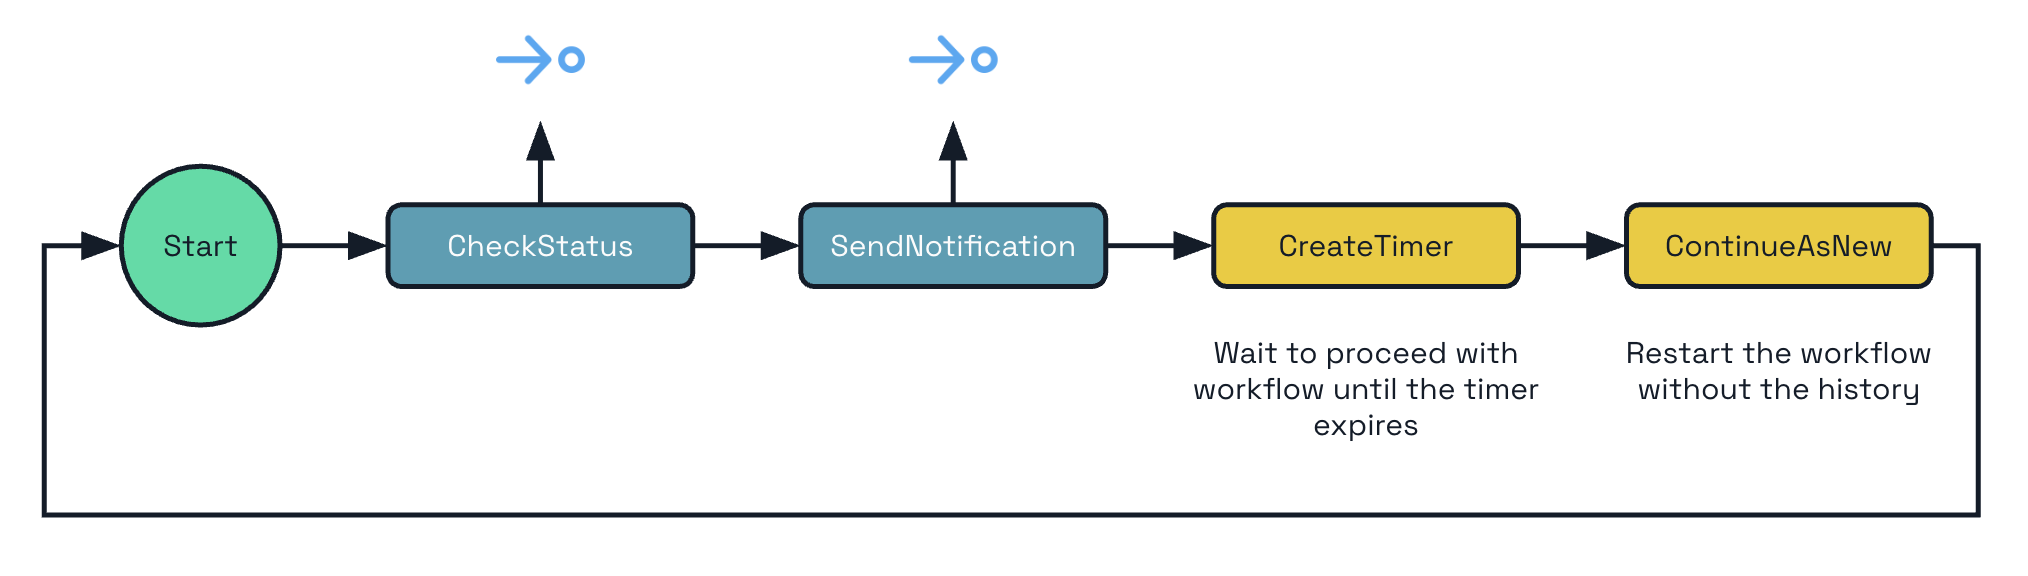 Start
CheckStatus
SendNotification
CreateTimer
ContinueAsNew
Wait to proceed with
workflow until the timer
expires
Restart the workflow
without the history